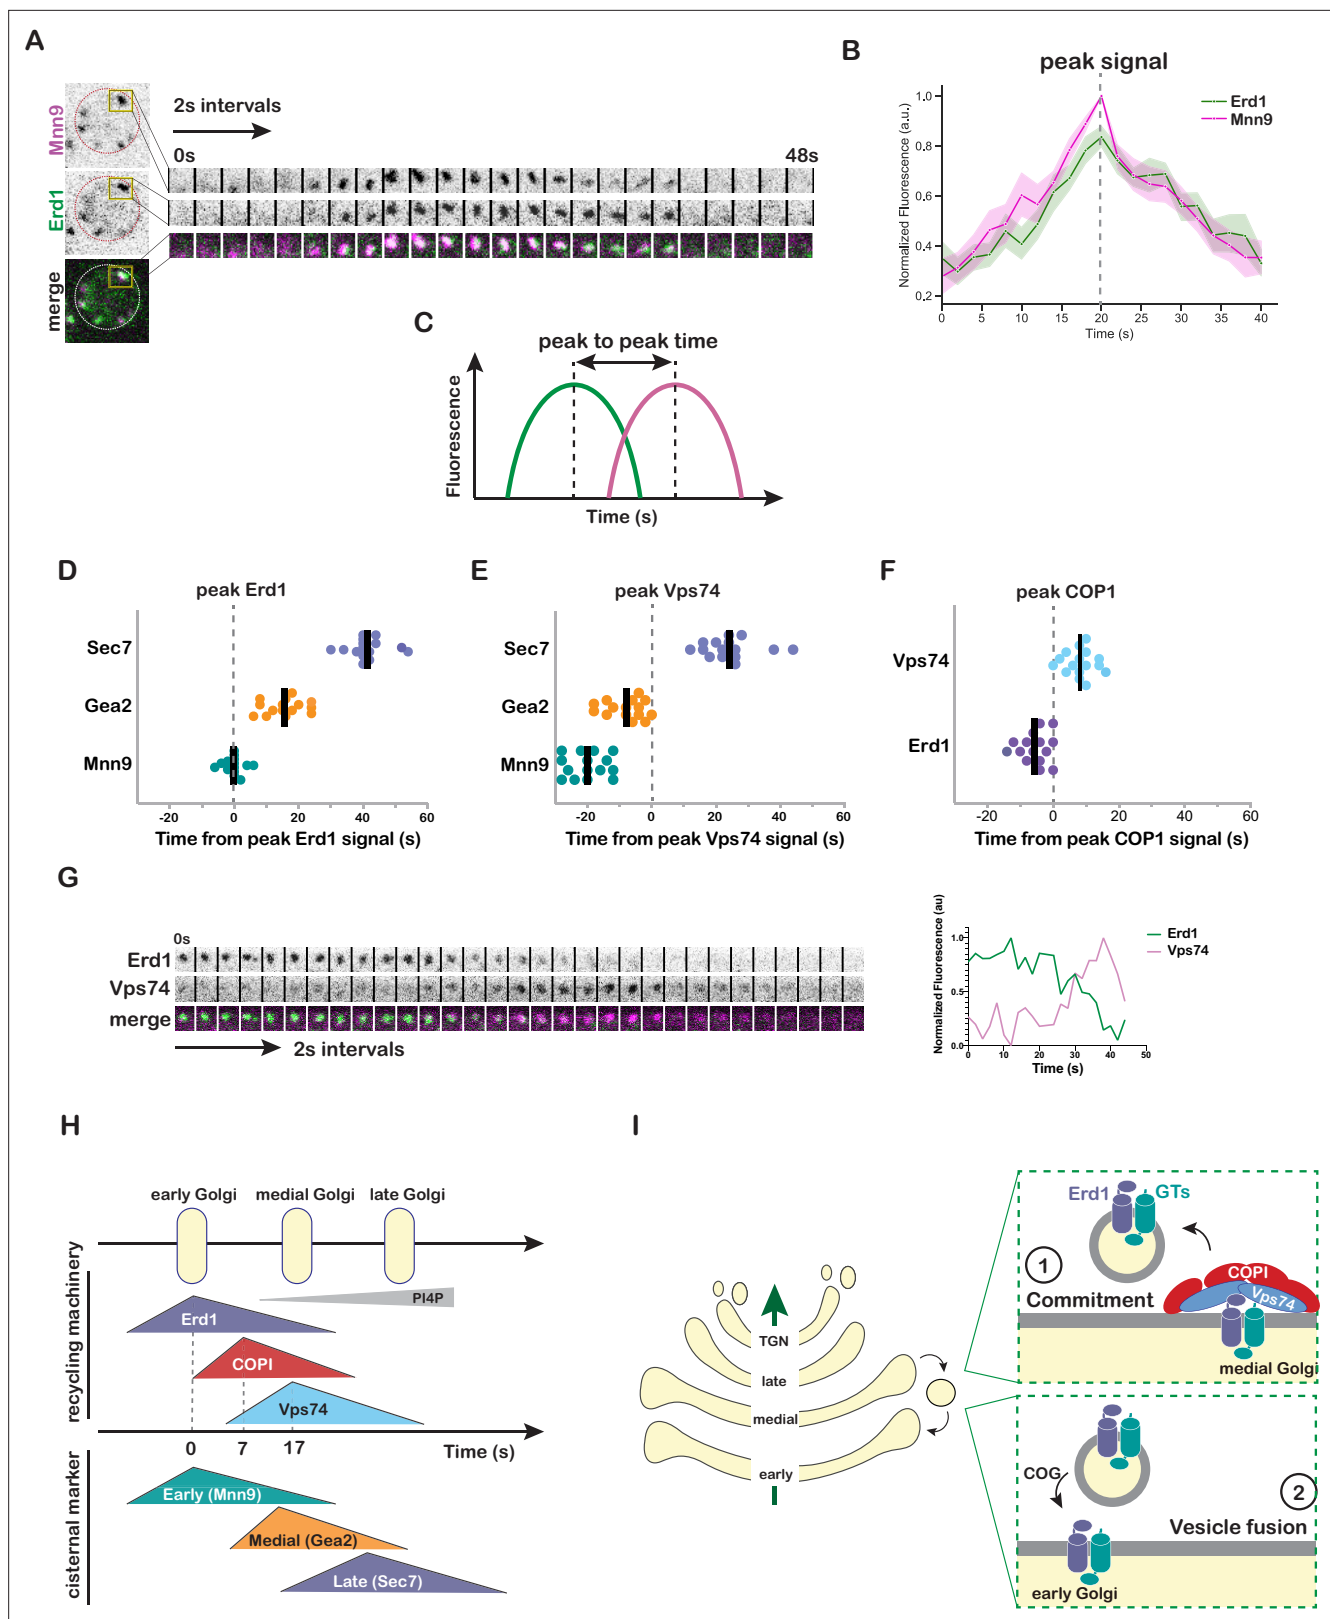 A
Mnn9
Erd1
merge
2s intervals
0s
48s
B
peak signal
Normalized Fluorescence (a.u.)
1.0
0.8
0.6
0.4
0.2
0
5
10
15
20
25
30
35
40
Time (s)
Erd1
Mnn9
C
peak to peak time
Fluorescence
Time (s)
D
peak Erd1
Sec7
Gea2
Mnn9
-20
0
20
40
60
Time from peak Erd1 signal (s)
E
peak Vps74
Sec7
Gea2
Mnn9
-20
0
20
40
60
Time from peak Vps74 signal (s)
F
peak COP1
Vps74
Erd1
-20
0
20
40
60
Time from peak COP1 signal (s)
G
0s
Erd1
Vps74
merge
2s intervals
Normalized Fluorescence (au)
1.0
0.5
0.0
0
10
20
30
40
50
Time (s)
Erd1
Vps74
H
early Golgi
medial Golgi
late Golgi
PI4P
recycling machinery
Erd1
COPI
Vps74
0
7
17
Time (s)
cisternal marker
Early (Mnn9)
Medial (Gea2)
Late (Sec7)
I
TGN
late
medial
early
Erd1
GTs
1
Commitment
COPI
Vps74
medial Golgi
COG
2
Vesicle fusion
early Golgi